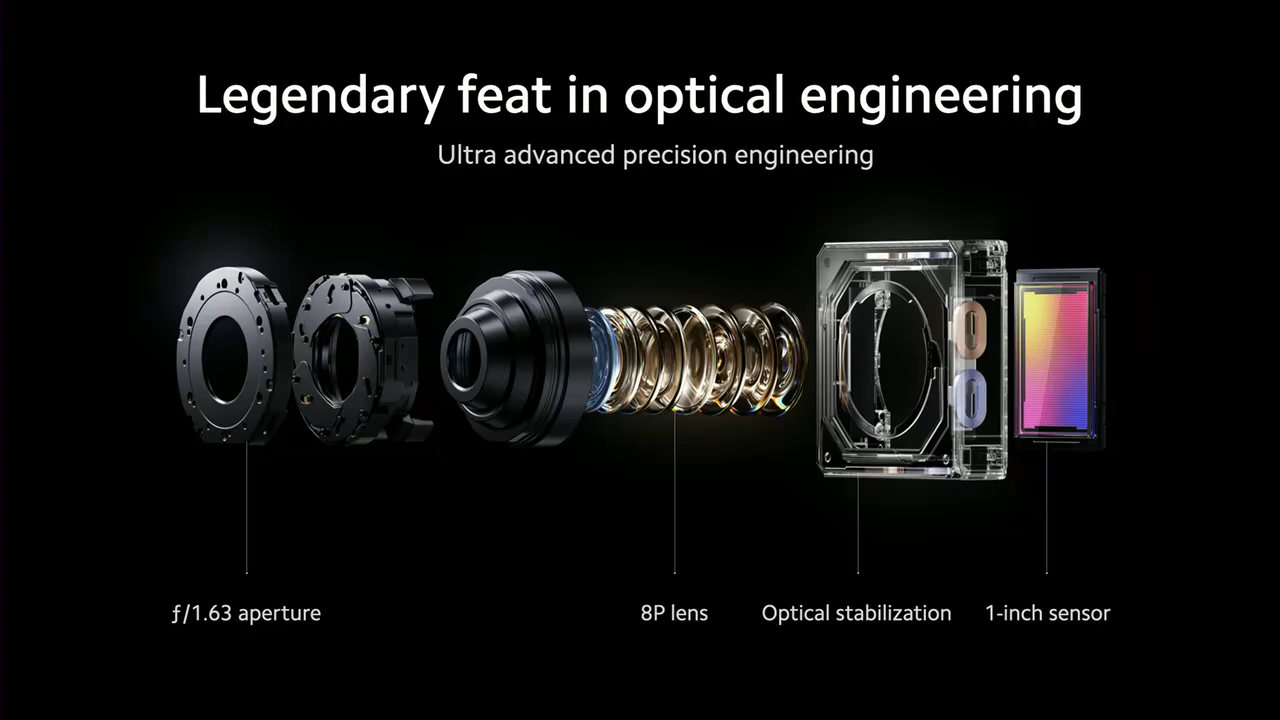 Legendary feat in optical engineering
Ultra advanced precision engineering
ƒ/1.63 aperture
8P lens
Optical stabilization
1-inch sensor